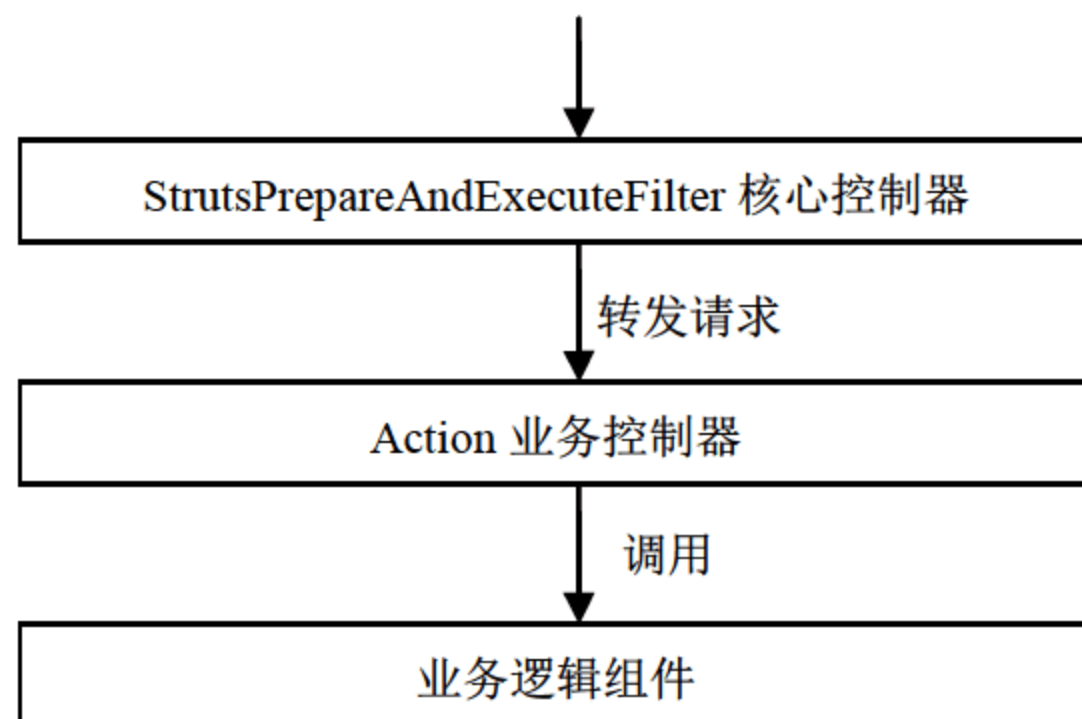 StrutsPrepareAndExecuteFilter 核心控制器
转发请求
Action 业务控制器
调用
业务逻辑组件